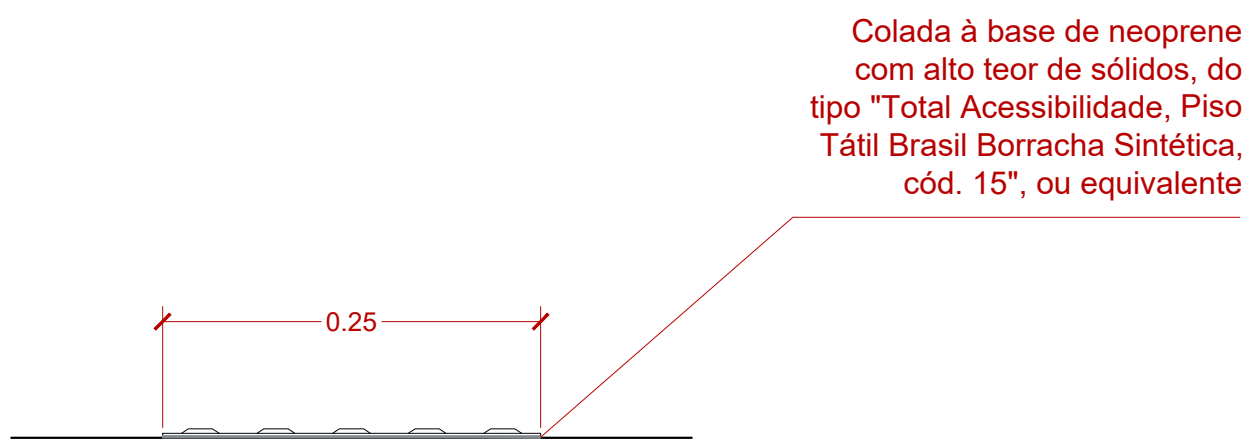 Colada à base de neoprene
com alto teor de sólidos, do
tipo "Total Acessibilidade, Piso
Tátil Brasil Borracha Sintética,
cód. 15", ou equivalente
0.25